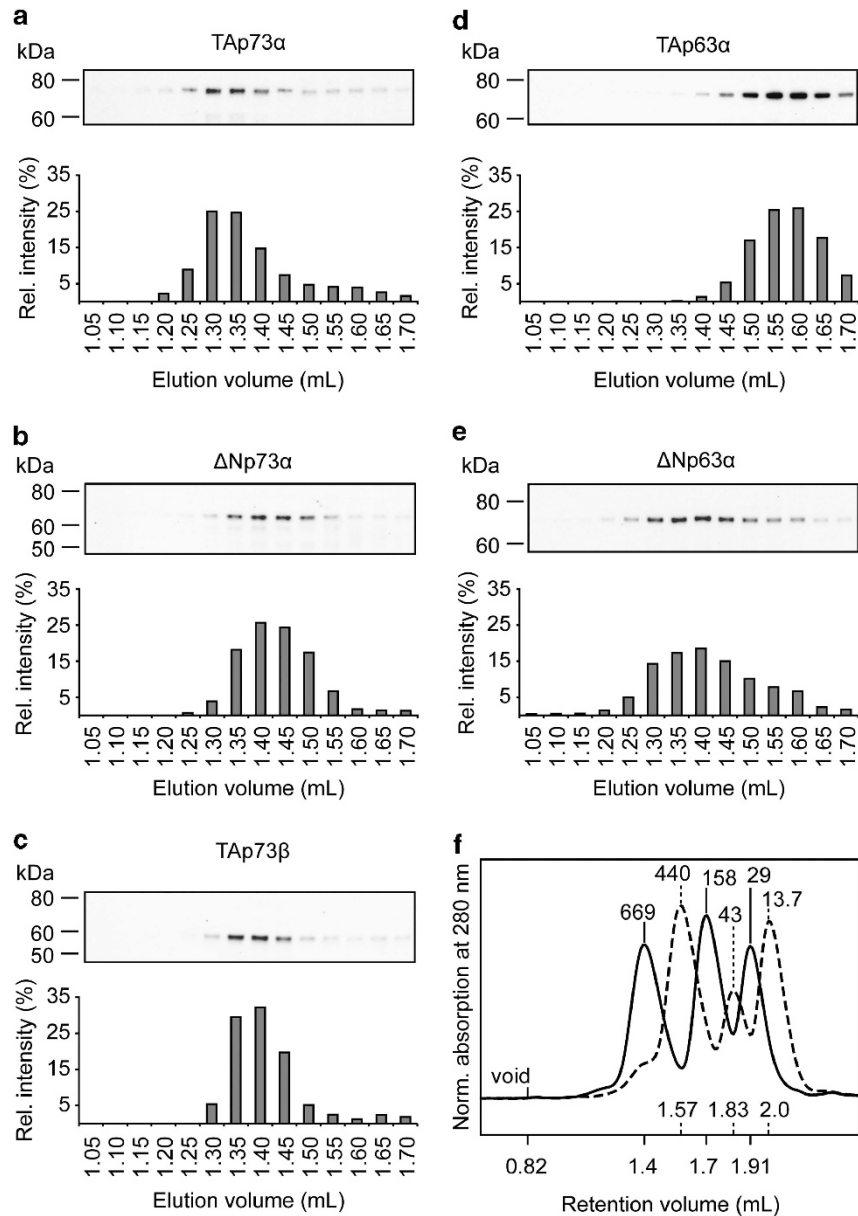 a
TAp73α
kDa
80
60
Rel. intensity (%)
35
25
15
5
1.05 1.10 1.15 1.20 1.25 1.30 1.35 1.40 1.45 1.50 1.55 1.60 1.65 1.70
Elution volume (mL)
b
ΔNp73α
kDa
80
60
50
Rel. intensity (%)
35
25
15
5
1.05 1.10 1.15 1.20 1.25 1.30 1.35 1.40 1.45 1.50 1.55 1.60 1.65 1.70
Elution volume (mL)
c
TAp73β
kDa
80
60
50
Rel. intensity (%)
35
25
15
5
1.05 1.10 1.15 1.20 1.25 1.30 1.35 1.40 1.45 1.50 1.55 1.60 1.65 1.70
Elution volume (mL)
d
TAp63α
kDa
80
60
Rel. intensity (%)
35
25
15
5
1.05 1.10 1.15 1.20 1.25 1.30 1.35 1.40 1.45 1.50 1.55 1.60 1.65 1.70
Elution volume (mL)
e
ΔNp63α
kDa
80
60
Rel. intensity (%)
35
25
15
5
1.05 1.10 1.15 1.20 1.25 1.30 1.35 1.40 1.45 1.50 1.55 1.60 1.65 1.70
Elution volume (mL)
f
Norm. absorption at 280 nm
440 158 29
669 43 13.7
void
1.57 1.83 2.0
0.82 1.4 1.7 1.91
Retention volume (mL)